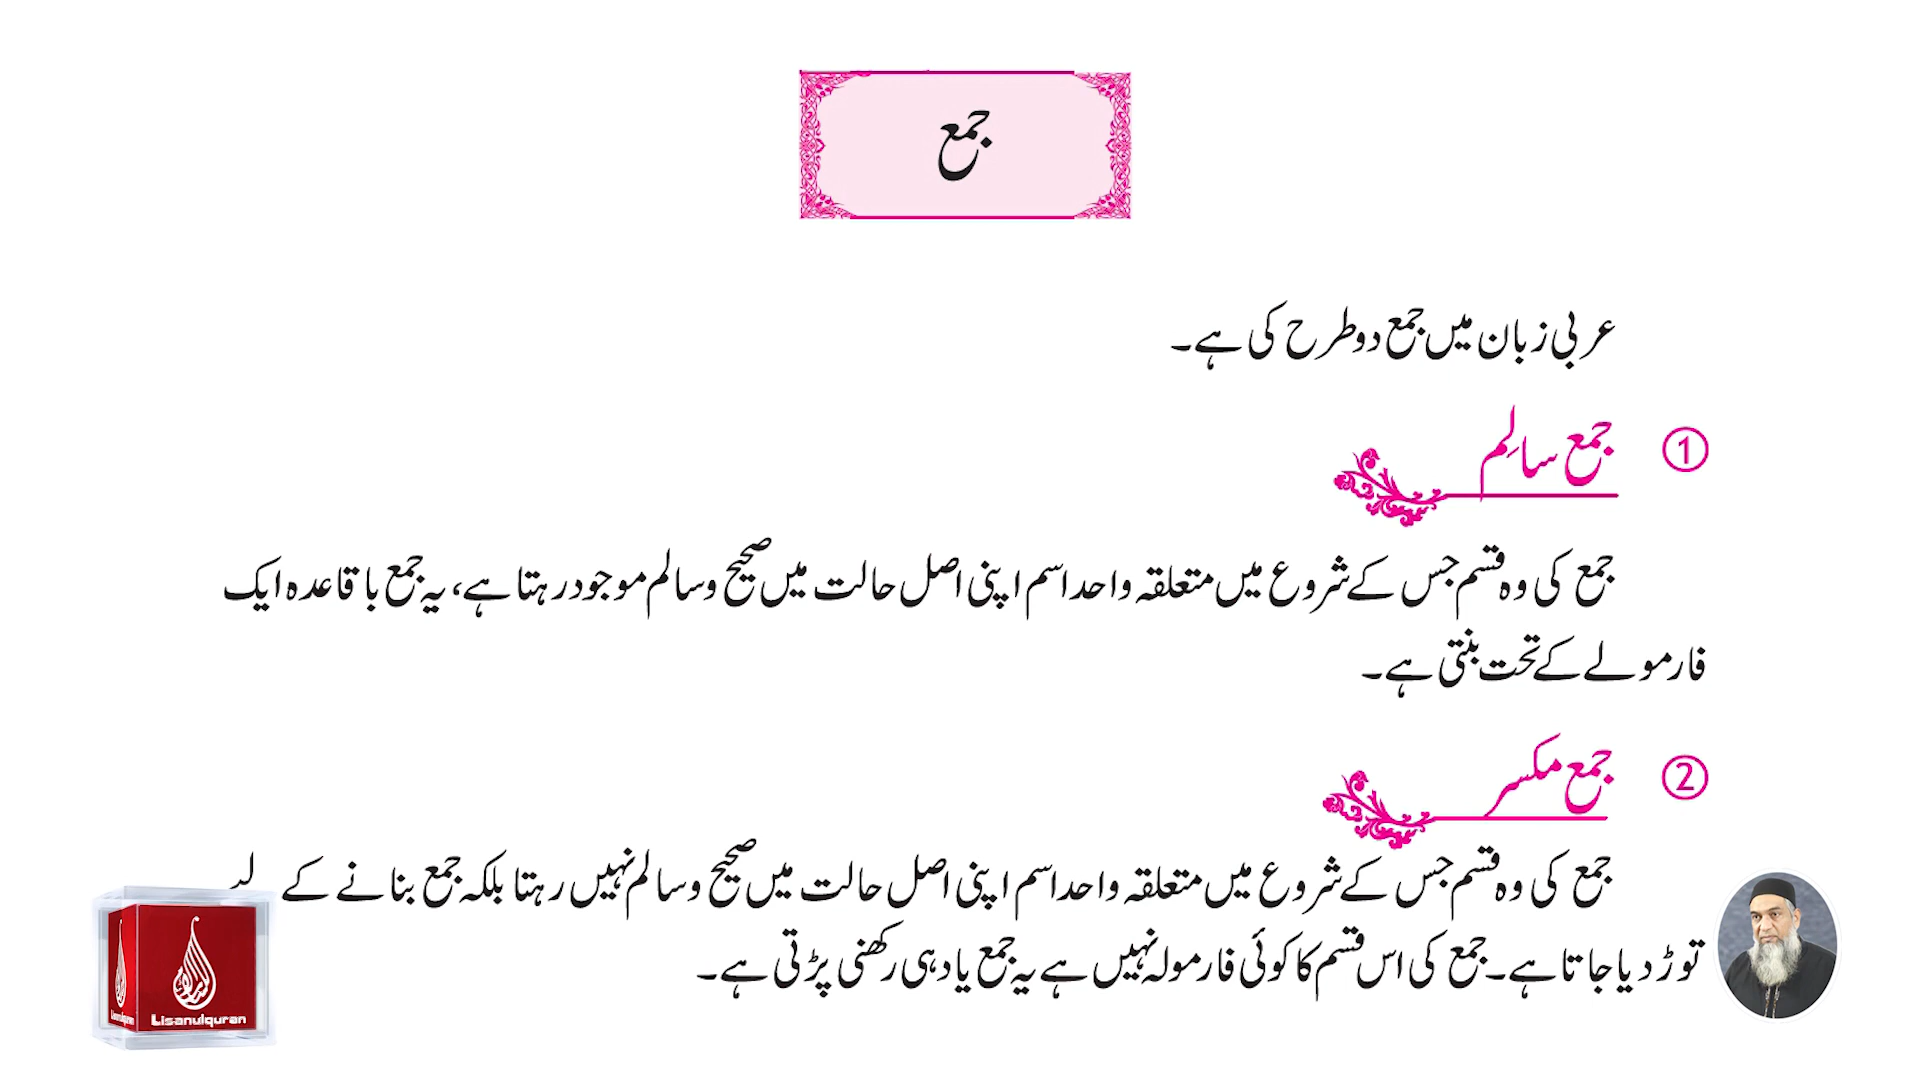 جمع
عربی زبان میں جمع دو طرح کی ہے۔
① جمع سالِم
جمع کی وہ قسم جس کے شروع میں متعلقہ واحد اسم اپنی اصل حالت میں صحیح و سالم موجود رہتا ہے، یہ جمع باقاعدہ ایک
فارمولے کے تحت بنتی ہے۔
② جمع مکسر
جمع کی وہ قسم جس کے شروع میں متعلقہ واحد اسم اپنی اصل حالت میں صحیح و سالم نہیں رہتا بلکہ جمع بنانے کے
توڑ دیا جاتا ہے۔ جمع کی اس قسم کا کوئی فارمولہ نہیں ہے یہ جمع یاد ہی رکھنی پڑتی ہے۔
Lisanulquran
Lisanulquran